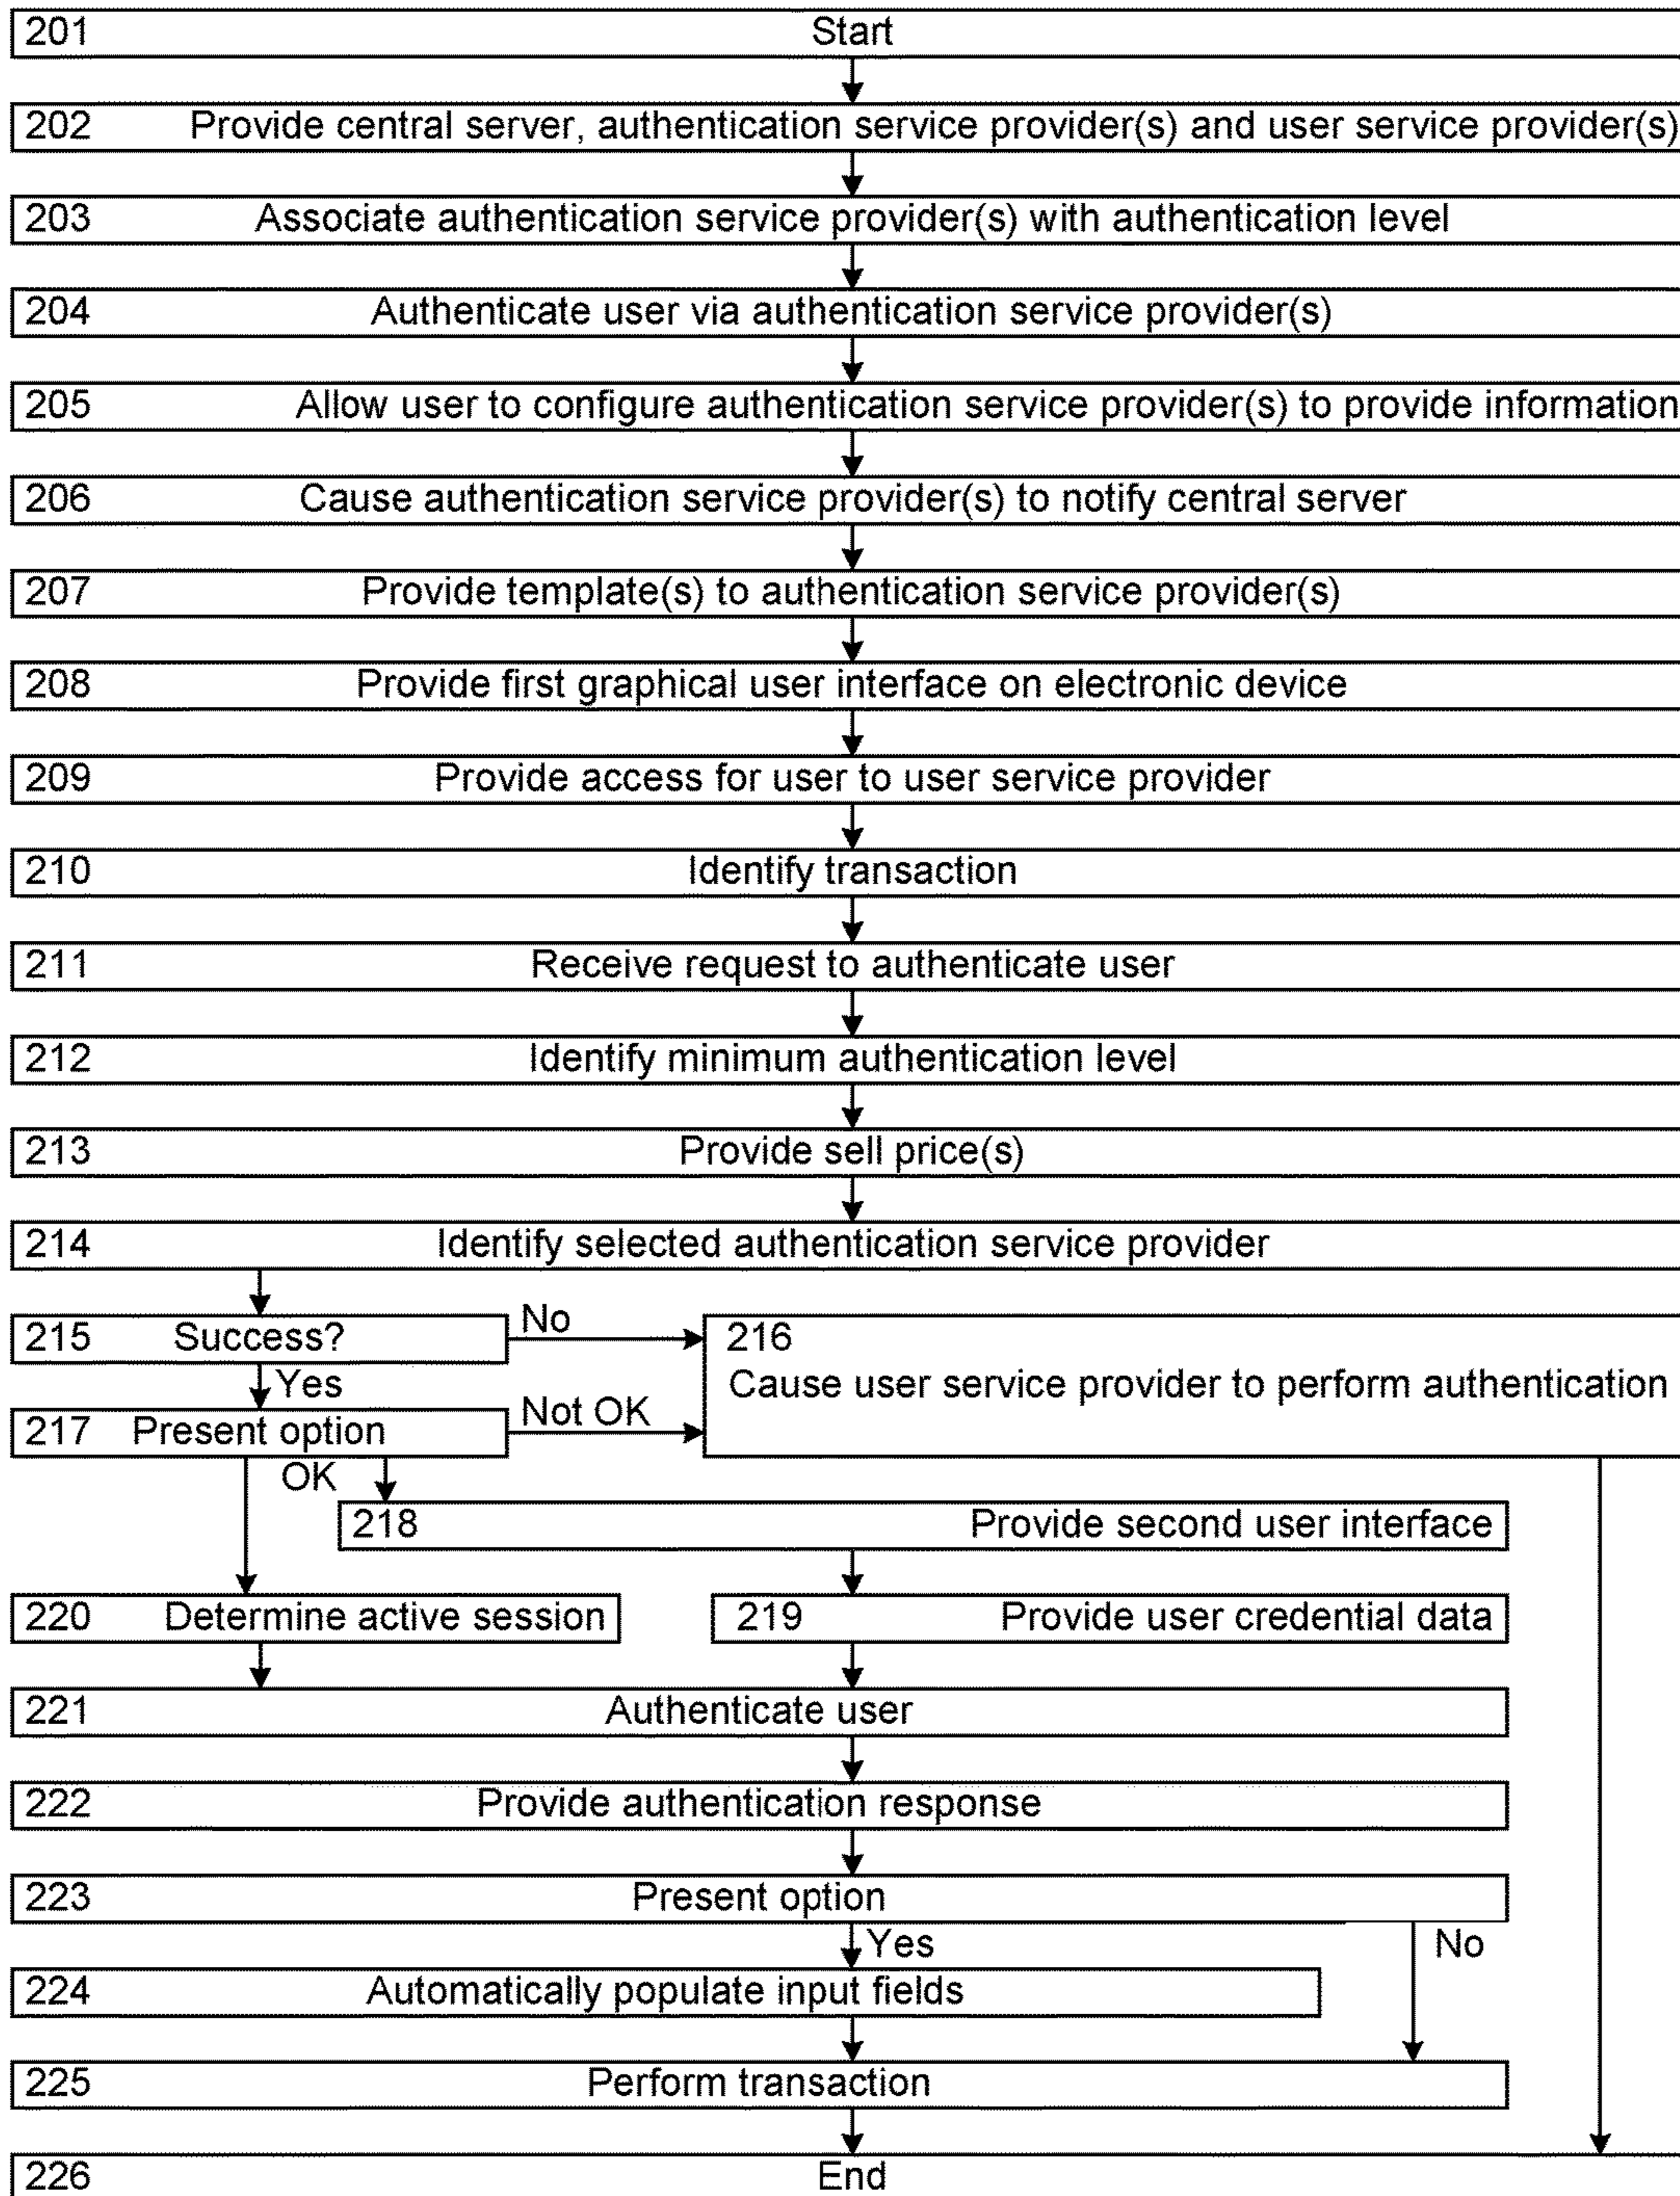 201 Start
202 Provide central server, authentication service provider(s) and user service provider(s)
203 Associate authentication service provider(s) with authentication level
204 Authenticate user via authentication service provider(s)
205 Allow user to configure authentication service provider(s) to provide information
206 Cause authentication service provider(s) to notify central server
207 Provide template(s) to authentication service provider(s)
208 Provide first graphical user interface on electronic device
209 Provide access for user to user service provider
210 Identify transaction
211 Receive request to authenticate user
212 Identify minimum authentication level
213 Provide sell price(s)
214 Identify selected authentication service provider
215 Success?
No
216
Cause user service provider to perform authentication
Yes
217 Present option
Not OK
OK
218 Provide second user interface
220 Determine active session
219 Provide user credential data
221 Authenticate user
222 Provide authentication response
223 Present option
Yes
No
224 Automatically populate input fields
225 Perform transaction
226 End